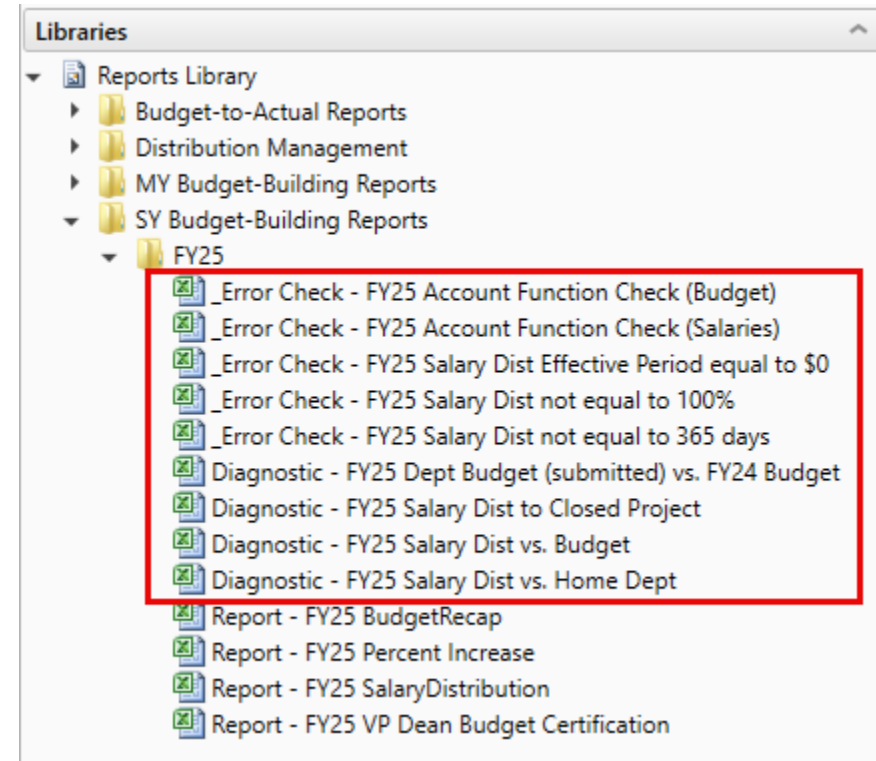 Libraries
Reports Library
Budget-to-Actual Reports
Distribution Management
MY Budget-Building Reports
SY Budget-Building Reports
FY25
_Error Check - FY25 Account Function Check (Budget)
_Error Check - FY25 Account Function Check (Salaries)
_Error Check - FY25 Salary Dist Effective Period equal to $0
_Error Check - FY25 Salary Dist not equal to 100%
_Error Check - FY25 Salary Dist not equal to 365 days
Diagnostic - FY25 Dept Budget (submitted) vs. FY24 Budget
Diagnostic - FY25 Salary Dist to Closed Project
Diagnostic - FY25 Salary Dist vs. Budget
Diagnostic - FY25 Salary Dist vs. Home Dept
Report - FY25 BudgetRecap
Report - FY25 Percent Increase
Report - FY25 SalaryDistribution
Report - FY25 VP Dean Budget Certification